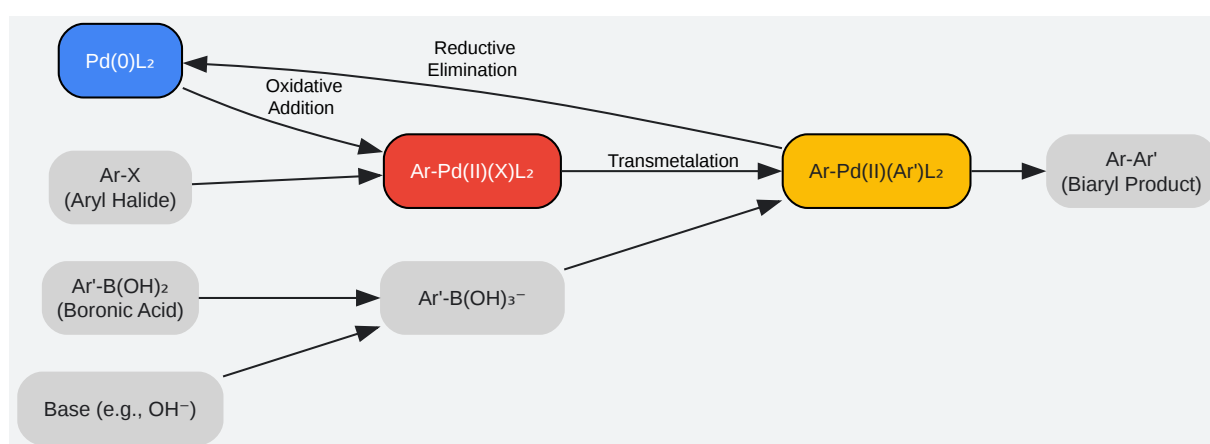 Pd(0)L₂
Reductive
Elimination
Oxidative
Addition
Ar-X
(Aryl Halide)
Ar-Pd(II)(X)L₂
Transmetalation
Ar-Pd(II)(Ar')L₂
Ar-Ar'
(Biaryl Product)
Ar'-B(OH)₂
(Boronic Acid)
Ar'-B(OH)₃⁻
Base (e.g., OH⁻)